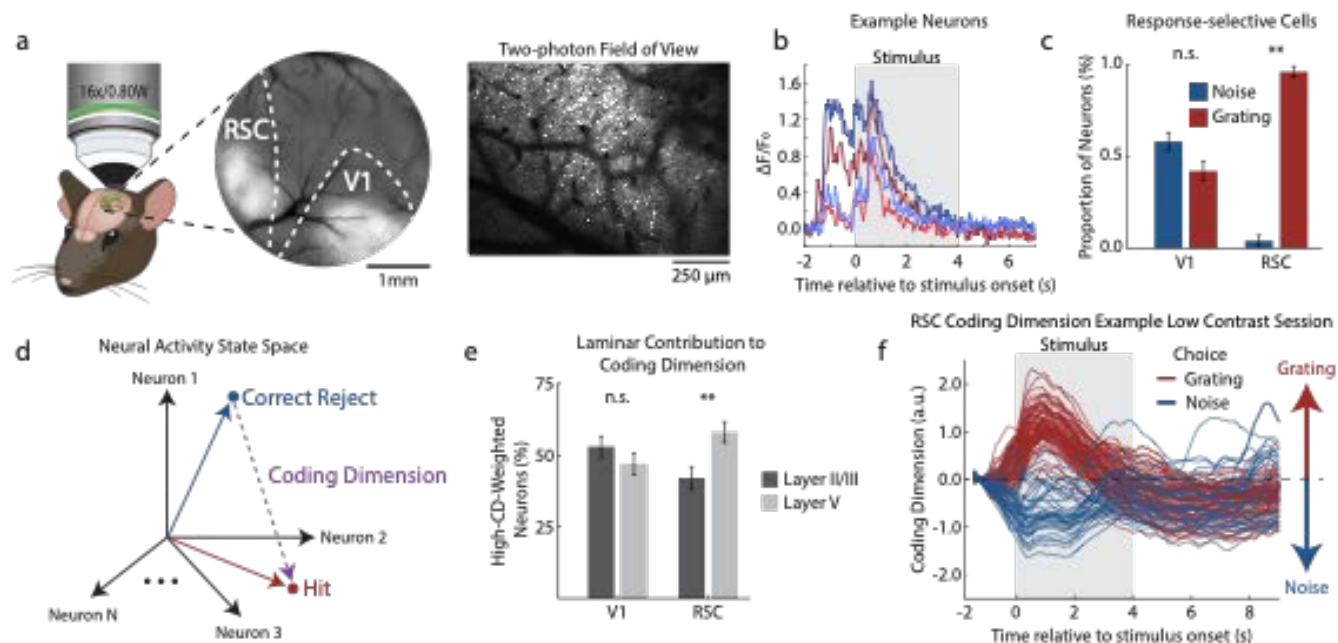 a
16x/0.80W
RSC
V1
1mm
Two-photon Field of View
250 µm
b
Example Neurons
Stimulus
ΔF/F₀
1.6
1.2
0.8
0.4
0.0
-2
0
2
4
6
Time relative to stimulus onset (s)
c
Response-selective Cells
n.s.
**
Noise
Grating
Proportion of Neurons (%)
1.0
0.5
0.0
V1
RSC
d
Neural Activity State Space
Neuron 1
Correct Reject
Coding Dimension
Neuron 2
Hit
Neuron N
Neuron 3
e
Laminar Contribution to
Coding Dimension
75
50
25
n.s.
**
High-CD-Weighted
Neurons (%)
Layer II/III
Layer V
V1
RSC
f
RSC Coding Dimension Example Low Contrast Session
Stimulus
Choice
Grating
Noise
Grating
Coding Dimension (a.u.)
2.0
1.0
0.0
-1.0
-2.0
Noise
-2
0
2
4
6
8
Time relative to stimulus onset (s)